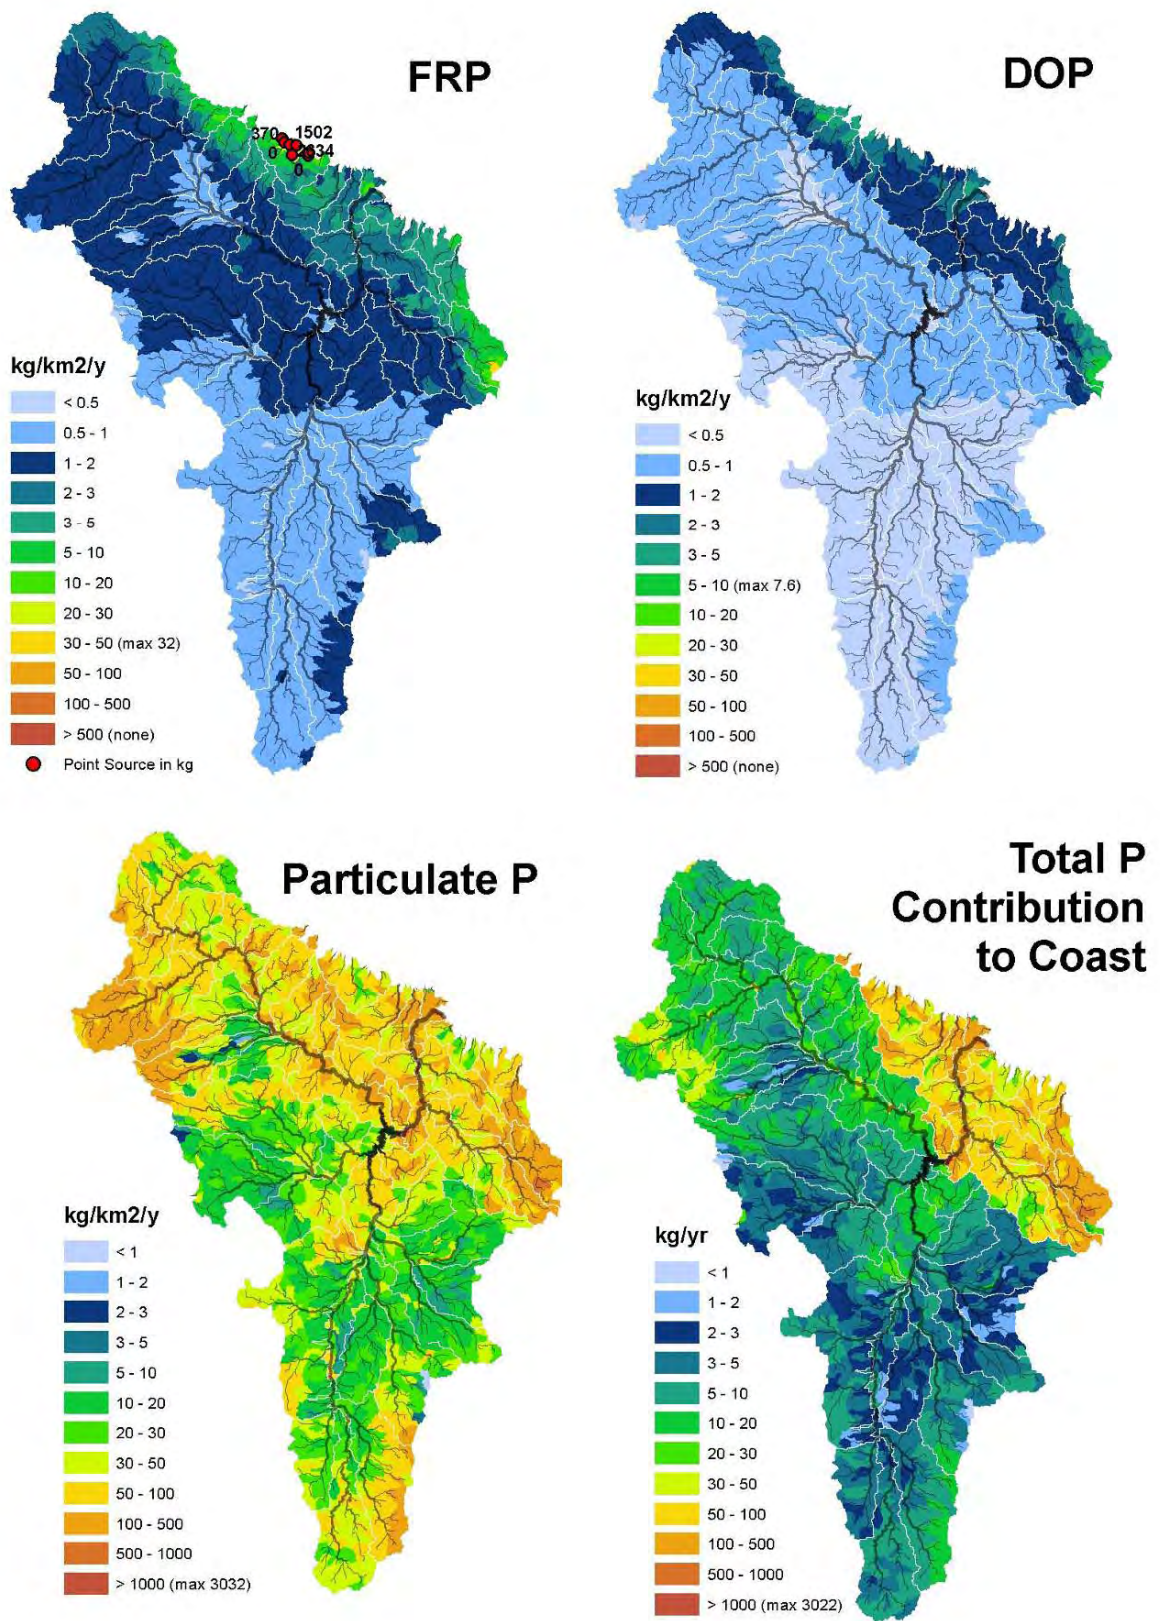 FRP
370
1502
0
2634
0
kg/km2/y
< 0.5
0.5 - 1
1 - 2
2 - 3
3 - 5
5 - 10
10 - 20
20 - 30
30 - 50 (max 32)
50 - 100
100 - 500
> 500 (none)
Point Source in kg
DOP
kg/km2/y
< 0.5
0.5 - 1
1 - 2
2 - 3
3 - 5
5 - 10 (max 7.6)
10 - 20
20 - 30
30 - 50
50 - 100
100 - 500
> 500 (none)
Particulate P
kg/km2/y
< 1
1 - 2
2 - 3
3 - 5
5 - 10
10 - 20
20 - 30
30 - 50
50 - 100
100 - 500
500 - 1000
> 1000 (max 3032)
Total P
Contribution
to Coast
kg/yr
< 1
1 - 2
2 - 3
3 - 5
5 - 10
10 - 20
20 - 30
30 - 50
50 - 100
100 - 500
500 - 1000
> 1000 (max 3022)